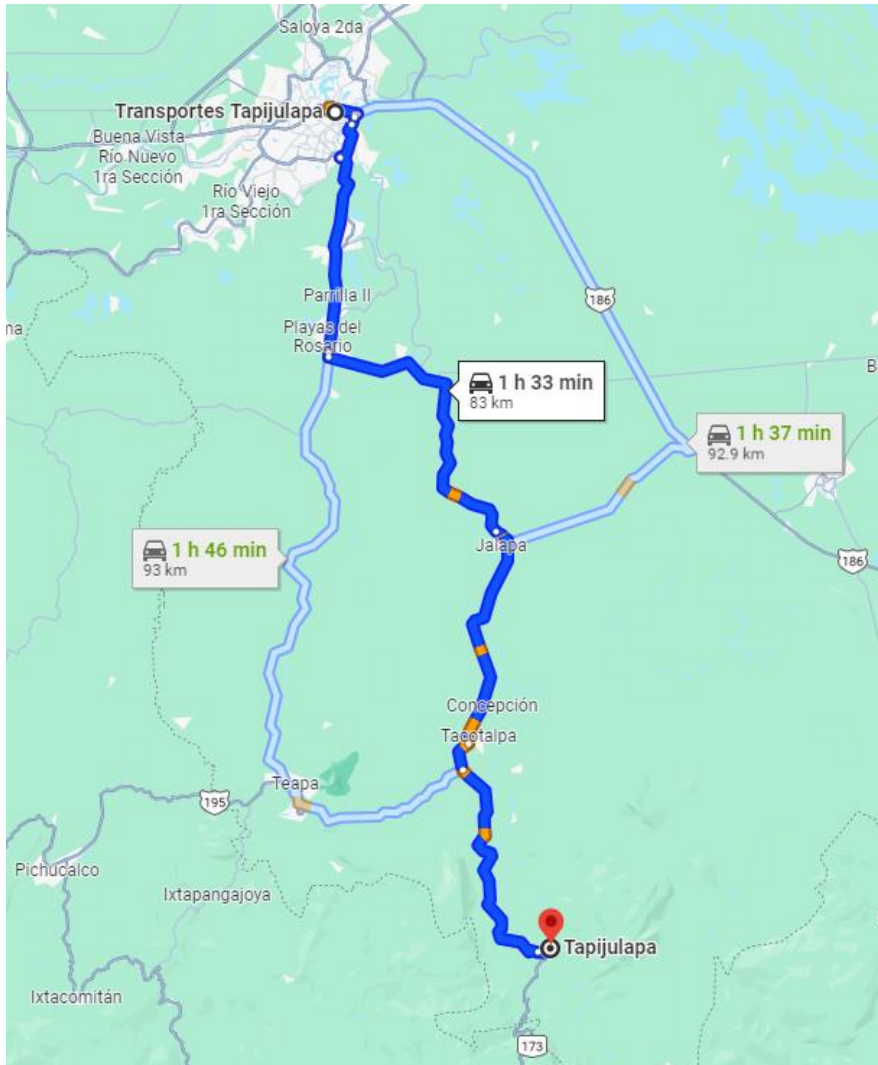 Saloya 2da
Transportes Tapijulapa
Buena Vista
Río Nuevo
1ra Sección
Río Viejo
1ra Sección
186
Parrilla II
Playas del
Rosario
ma
B
1 h 33 min
83 km
1 h 37 min
92.9 km
1 h 46 min
93 km
Jalapa
186
Concepción
Tacotalpa
Teapa
195
Pichucalco
Ixtapangajoya
Tapijulapa
Ixtacomitán
173